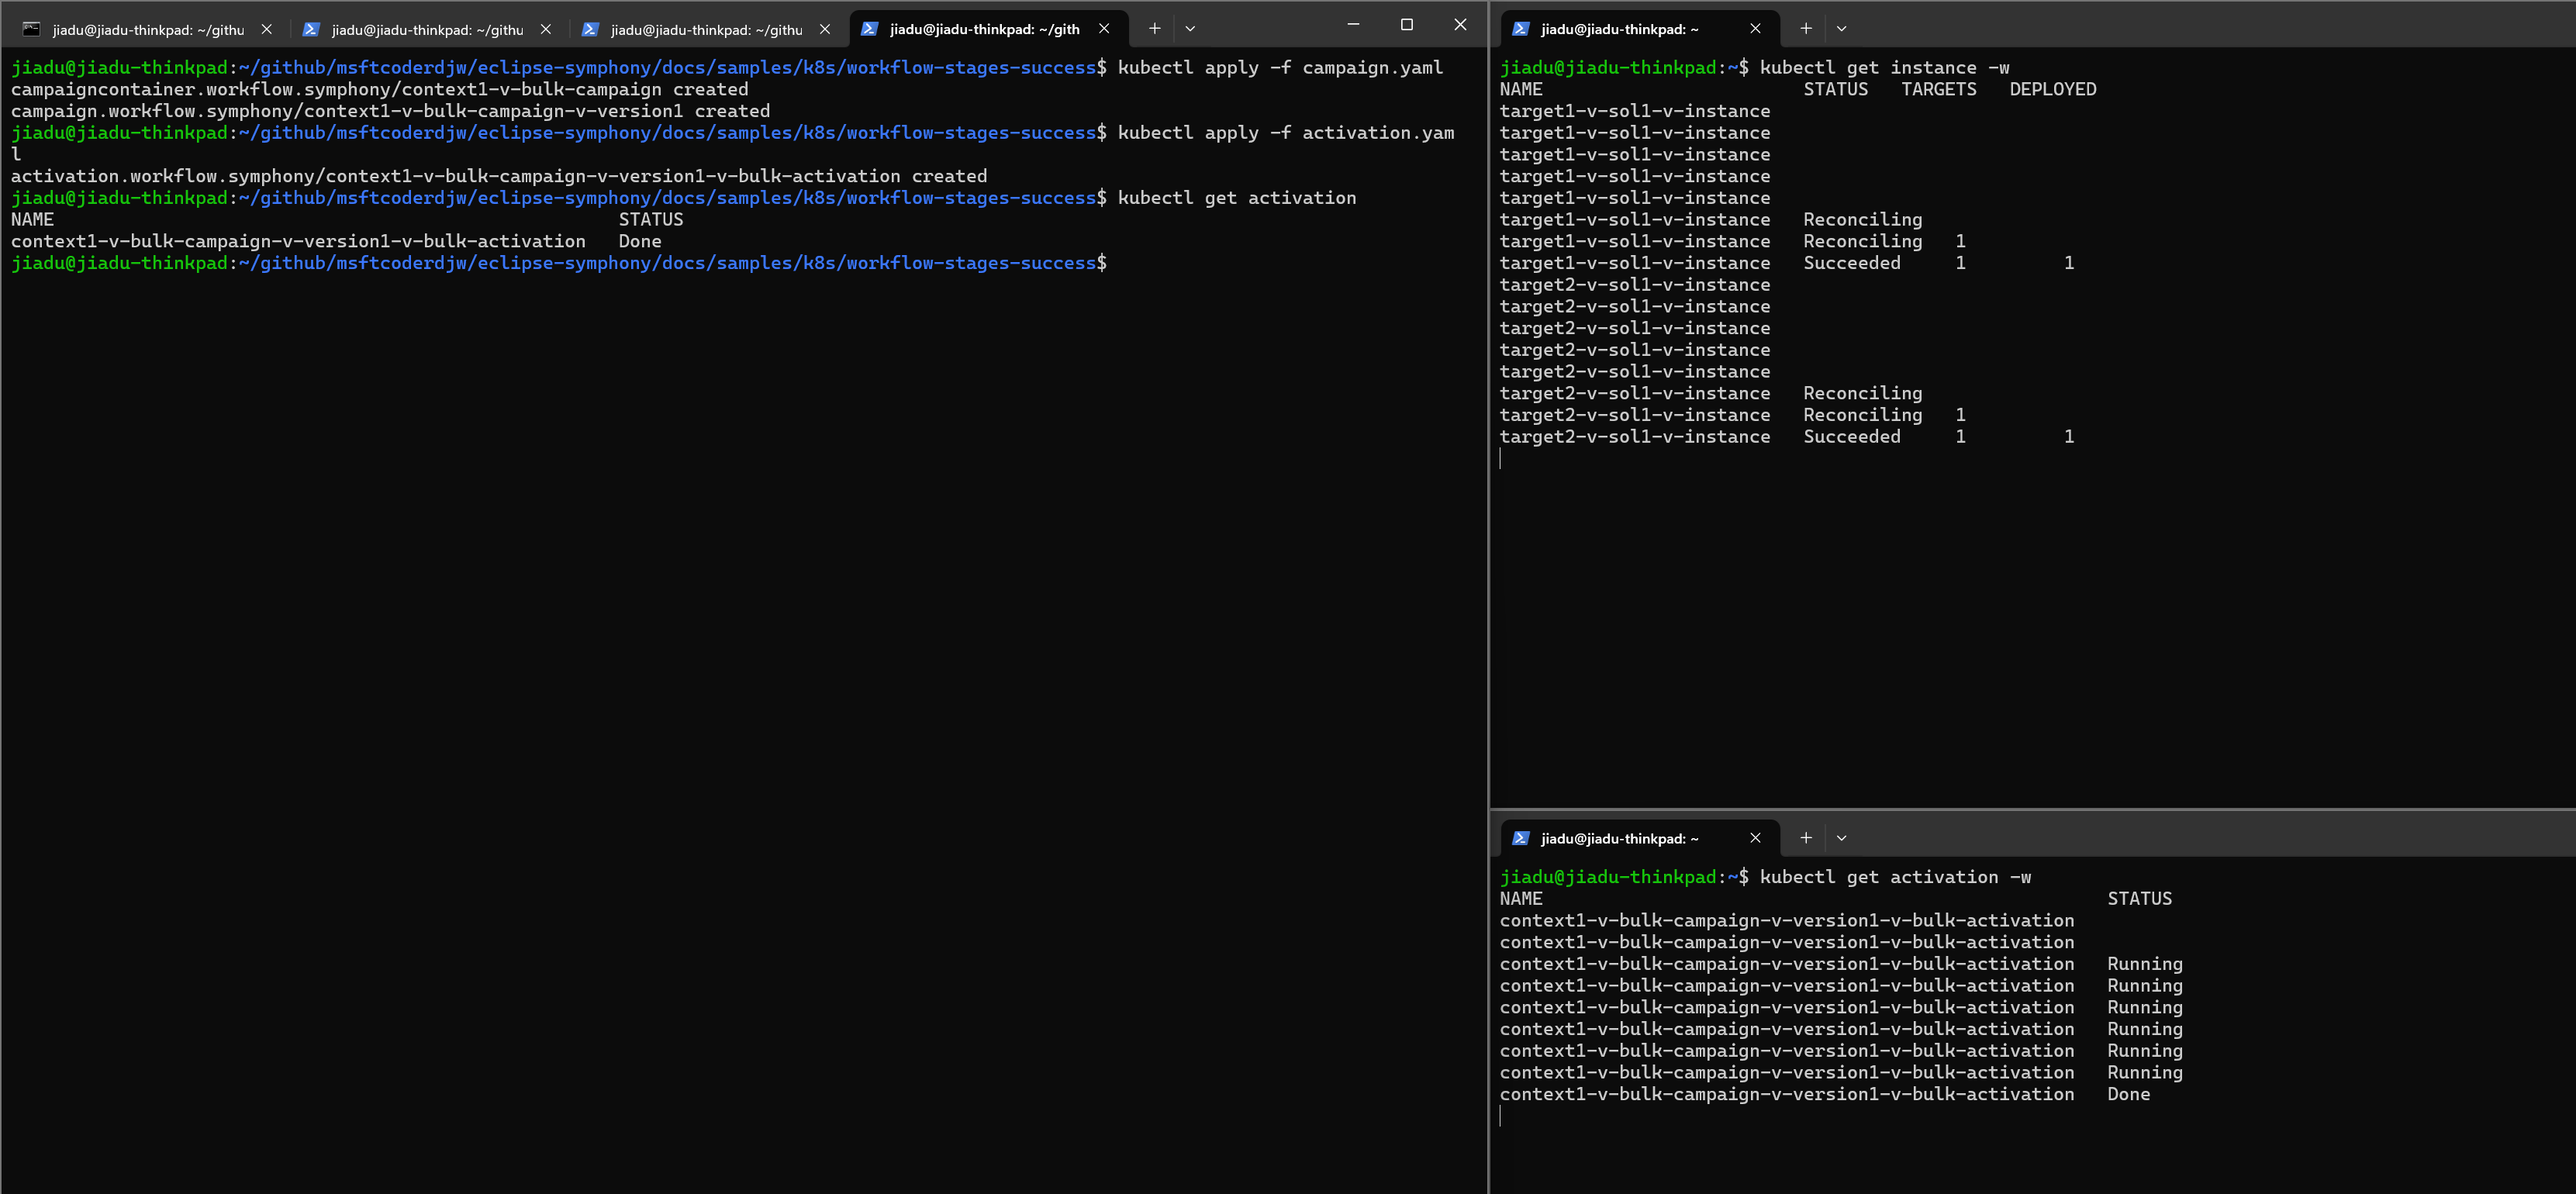 jiadu@jiadu-thinkpad: ~/githu
jiadu@jiadu-thinkpad: ~/githu
jiadu@jiadu-thinkpad: ~/githu
jiadu@jiadu-thinkpad: ~/gith
jiadu@jiadu-thinkpad:~/github/msftcoderdjw/eclipse-symphony/docs/samples/k8s/workflow-stages-success$ kubectl apply -f campaign.yaml
campaigncontainer.workflow.symphony/context1-v-bulk-campaign created
campaign.workflow.symphony/context1-v-bulk-campaign-v-version1 created
jiadu@jiadu-thinkpad:~/github/msftcoderdjw/eclipse-symphony/docs/samples/k8s/workflow-stages-success$ kubectl apply -f activation.yam
l
activation.workflow.symphony/context1-v-bulk-campaign-v-version1-v-bulk-activation created
jiadu@jiadu-thinkpad:~/github/msftcoderdjw/eclipse-symphony/docs/samples/k8s/workflow-stages-success$ kubectl get activation
NAME STATUS
context1-v-bulk-campaign-v-version1-v-bulk-activation Done
jiadu@jiadu-thinkpad:~/github/msftcoderdjw/eclipse-symphony/docs/samples/k8s/workflow-stages-success$
jiadu@jiadu-thinkpad: ~
jiadu@jiadu-thinkpad:~$ kubectl get instance -w
NAME STATUS TARGETS DEPLOYED
target1-v-sol1-v-instance
target1-v-sol1-v-instance
target1-v-sol1-v-instance
target1-v-sol1-v-instance
target1-v-sol1-v-instance
target1-v-sol1-v-instance Reconciling
target1-v-sol1-v-instance Reconciling 1
target1-v-sol1-v-instance Succeeded 1 1
target2-v-sol1-v-instance
target2-v-sol1-v-instance
target2-v-sol1-v-instance
target2-v-sol1-v-instance
target2-v-sol1-v-instance
target2-v-sol1-v-instance Reconciling
target2-v-sol1-v-instance Reconciling 1
target2-v-sol1-v-instance Succeeded 1 1
jiadu@jiadu-thinkpad: ~
jiadu@jiadu-thinkpad:~$ kubectl get activation -w
NAME STATUS
context1-v-bulk-campaign-v-version1-v-bulk-activation
context1-v-bulk-campaign-v-version1-v-bulk-activation
context1-v-bulk-campaign-v-version1-v-bulk-activation Running
context1-v-bulk-campaign-v-version1-v-bulk-activation Running
context1-v-bulk-campaign-v-version1-v-bulk-activation Running
context1-v-bulk-campaign-v-version1-v-bulk-activation Running
context1-v-bulk-campaign-v-version1-v-bulk-activation Running
context1-v-bulk-campaign-v-version1-v-bulk-activation Running
context1-v-bulk-campaign-v-version1-v-bulk-activation Done